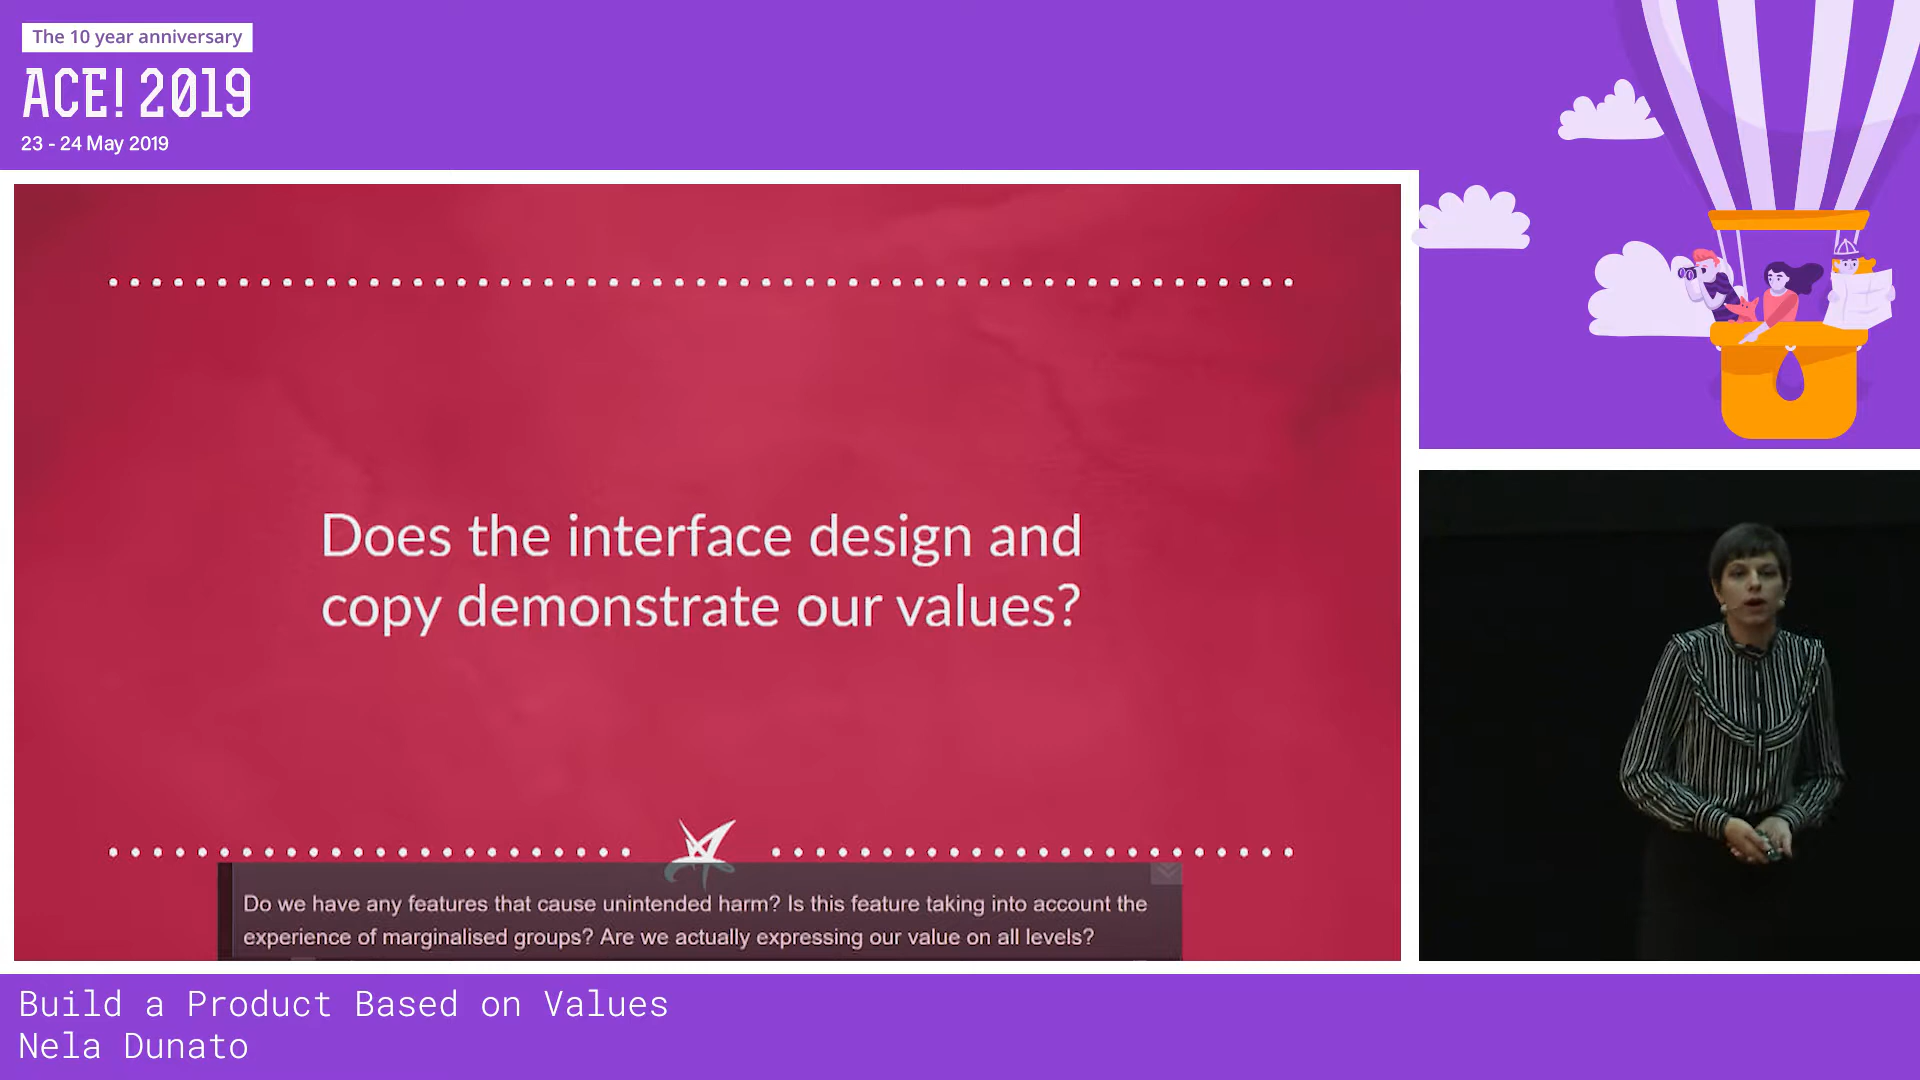 The 10 year anniversary
ACE! 2019
23 - 24 May 2019
Does the interface design and
copy demonstrate our values?
Do we have any features that cause unintended harm? Is this feature taking into account the
experience of marginalised groups? Are we actually expressing our value on all levels?
Build a Product Based on Values
Nela Dunato